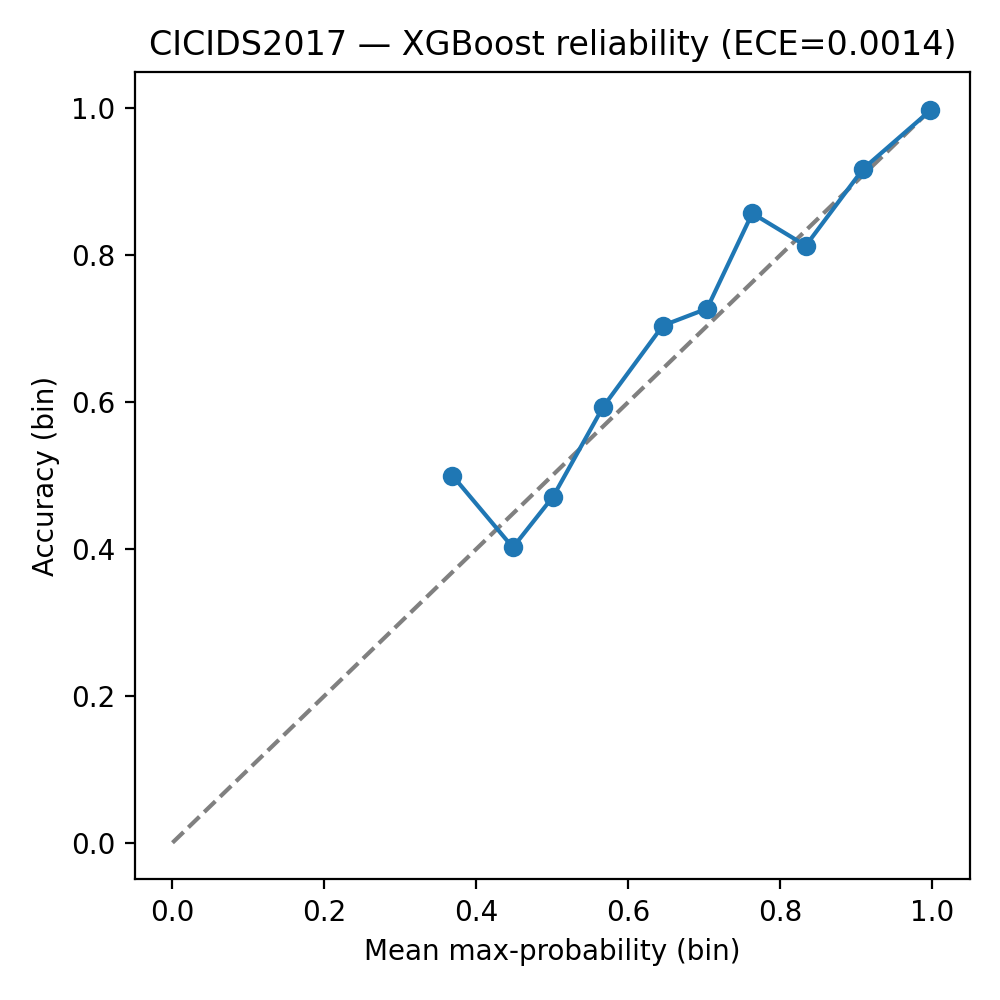 CICIDS2017 — XGBoost reliability (ECE=0.0014)
1.0
0.8
0.6
0.4
0.2
0.0
Accuracy (bin)
0.0 0.2 0.4 0.6 0.8 1.0
Mean max-probability (bin)